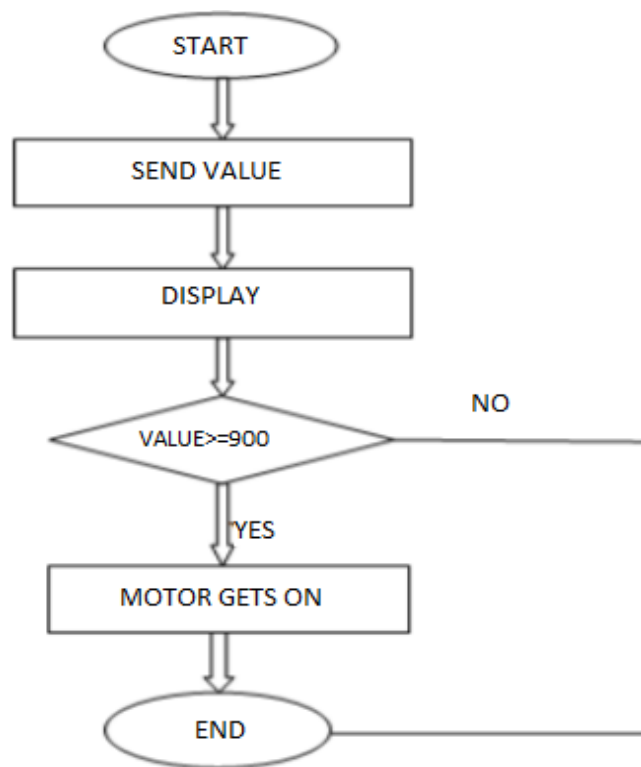 START
SEND VALUE
DISPLAY
VALUE>=900
NO
YES
MOTOR GETS ON
END